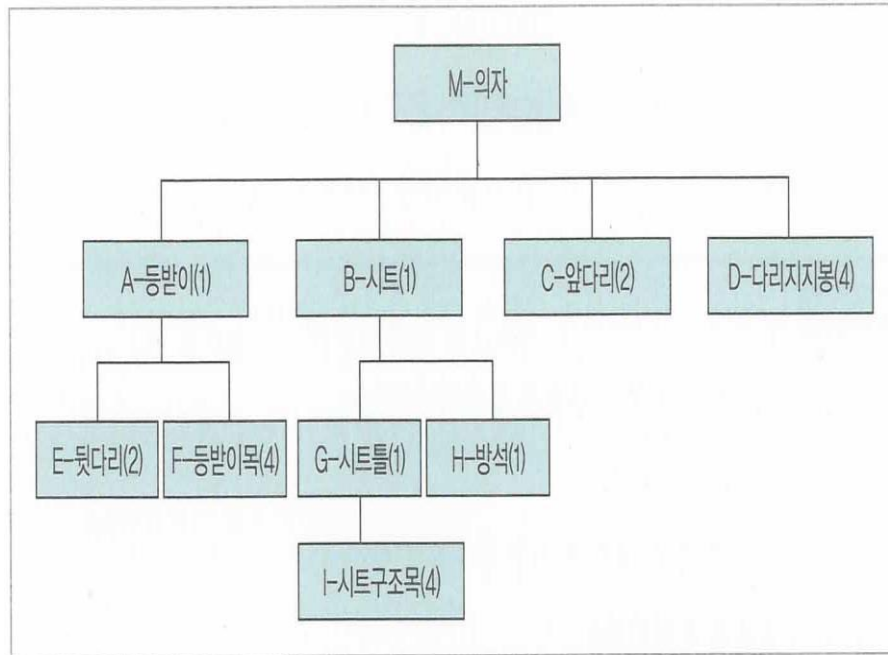 M-의자
A-등받이(1)
B-시트(1)
C-앞다리(2)
D-다리지지봉(4)
E-뒷다리(2)
F-등받이목(4)
G-시트틀(1)
H-방석(1)
I-시트구조목(4)